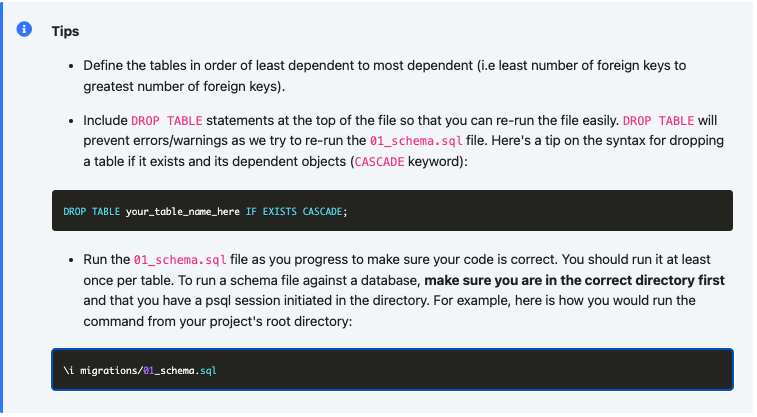 Tips
• Define the tables in order of least dependent to most dependent (i.e least number of foreign keys to
greatest number of foreign keys).
• Include DROP TABLE statements at the top of the file so that you can re-run the file easily. DROP TABLE will
prevent errors/warnings as we try to re-run the 01_schema.sql file. Here's a tip on the syntax for dropping
a table if it exists and its dependent objects (CASCADE keyword):
DROP TABLE your_table_name_here IF EXISTS CASCADE;
• Run the 01_schema.sql file as you progress to make sure your code is correct. You should run it at least
once per table. To run a schema file against a database, make sure you are in the correct directory first
and that you have a psql session initiated in the directory. For example, here is how you would run the
command from your project's root directory:
\i migrations/01_schema.sql